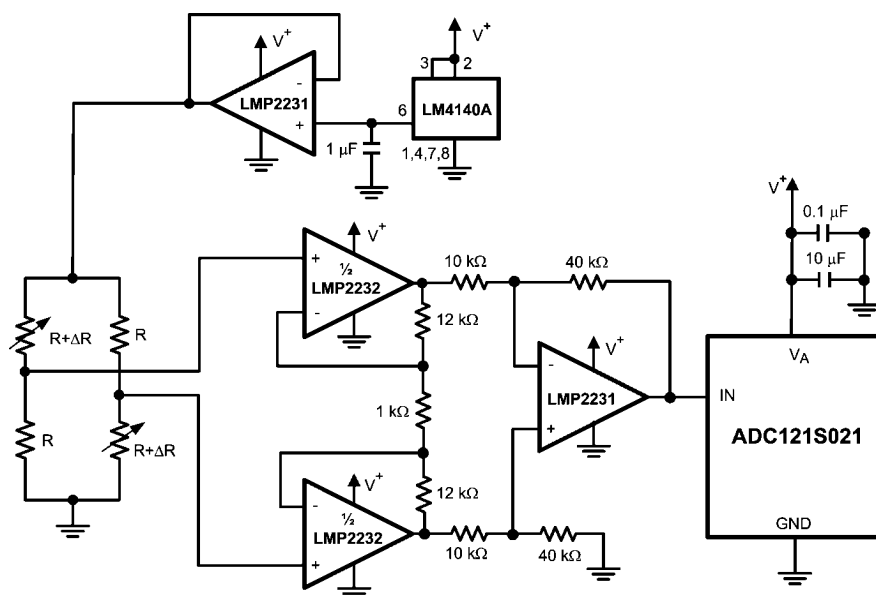 V+
V+
3
2
-
LMP2231
+
6
LM4140A
1 µF
1,4,7,8
V+
0.1 µF
10 µF
V+
+
½
LMP2232
-
10 kΩ
40 kΩ
12 kΩ
R+ΔR
R
V+
-
LMP2231
+
VA
IN
ADC121S021
GND
1 kΩ
R
R+ΔR
12 kΩ
V+
-
½
LMP2232
+
10 kΩ
40 kΩ